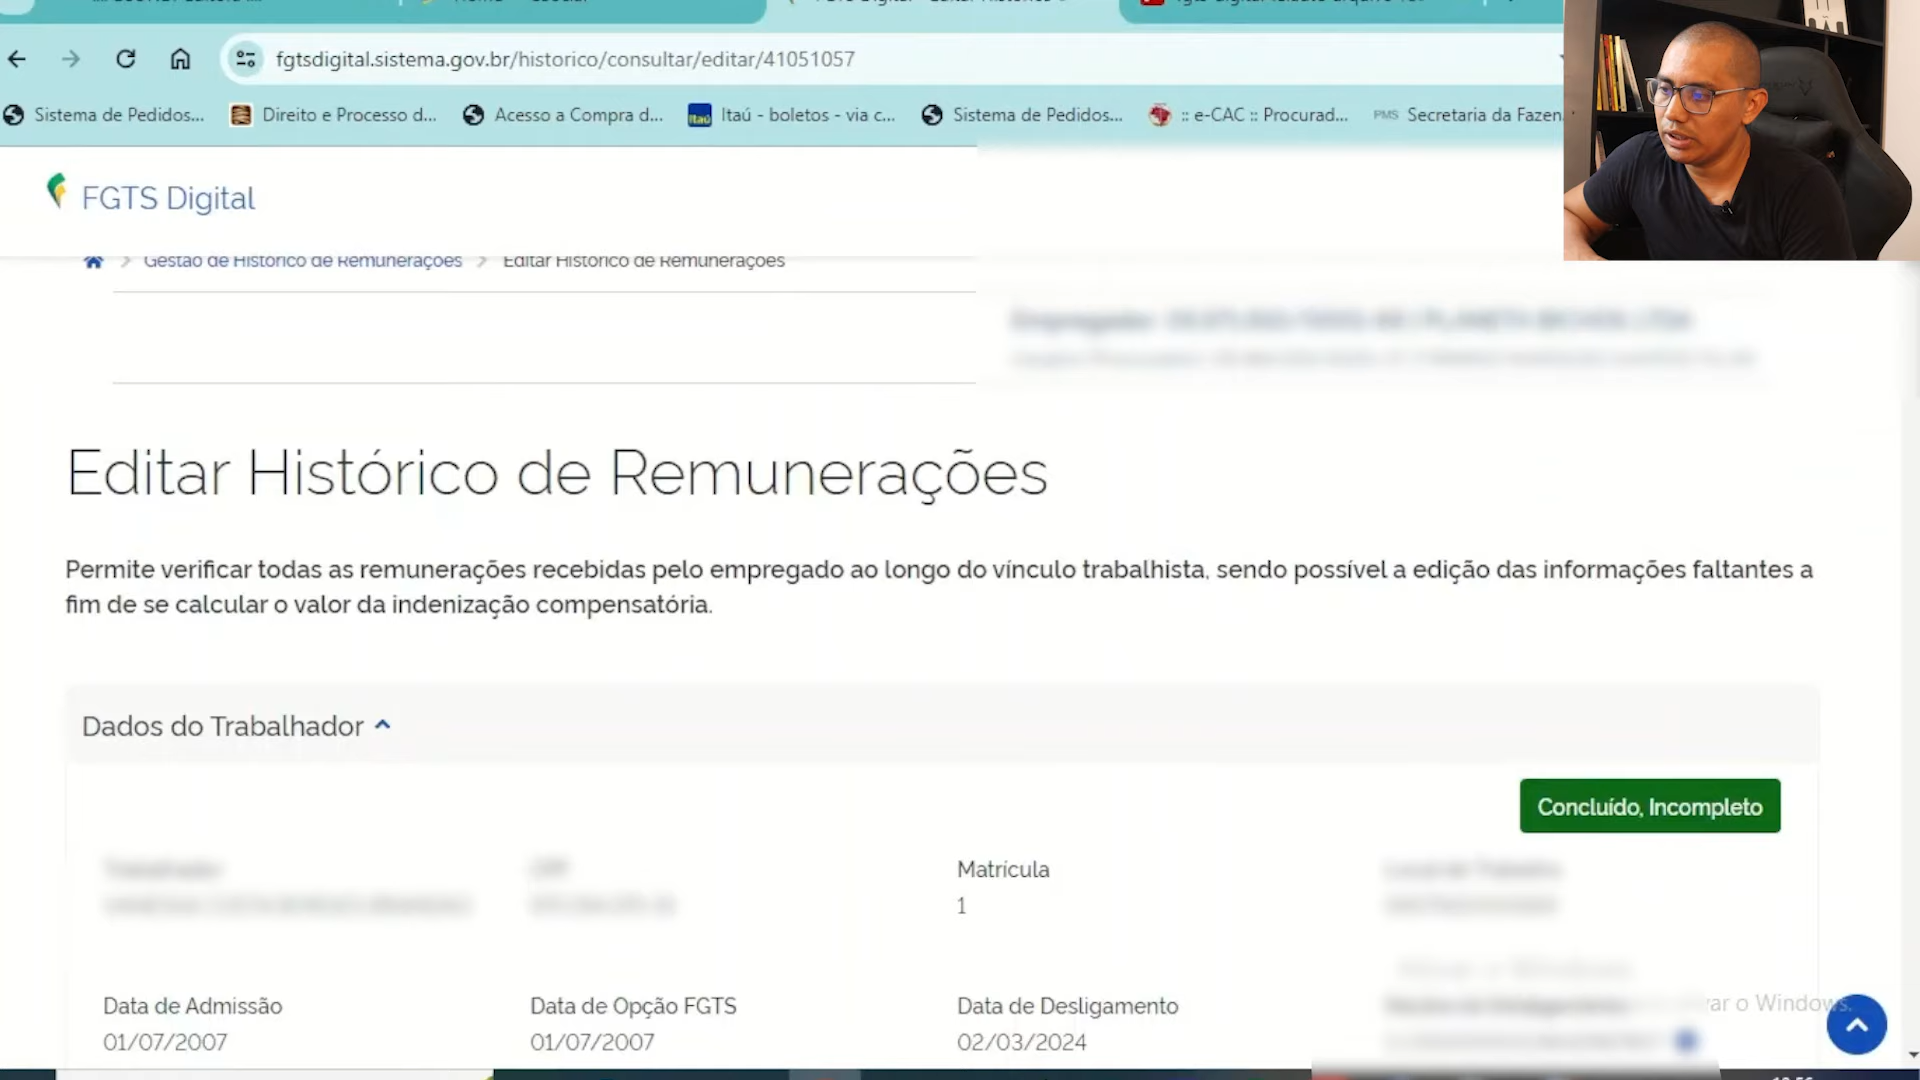 fgtsdigital.sistema.gov.br/historico/consultar/editar/41051057
Sistema de Pedidos... Direito e Processo d... Acesso a Compra d... Itaú - boletos - via c... Sistema de Pedidos... :: e-CAC :: Procurad... PMS Secretaria da Fazen
FGTS Digital
Gestão de Histórico de Remunerações > Editar Histórico de Remunerações
Editar Histórico de Remunerações
Permite verificar todas as remunerações recebidas pelo empregado ao longo do vínculo trabalhista, sendo possível a edição das informações faltantes a
fim de se calcular o valor da indenização compensatória.
Dados do Trabalhador
Concluído, Incompleto
Matrícula
1
Data de Admissão Data de Opção FGTS Data de Desligamento
01/07/2007 01/07/2007 02/03/2024
o Windows.